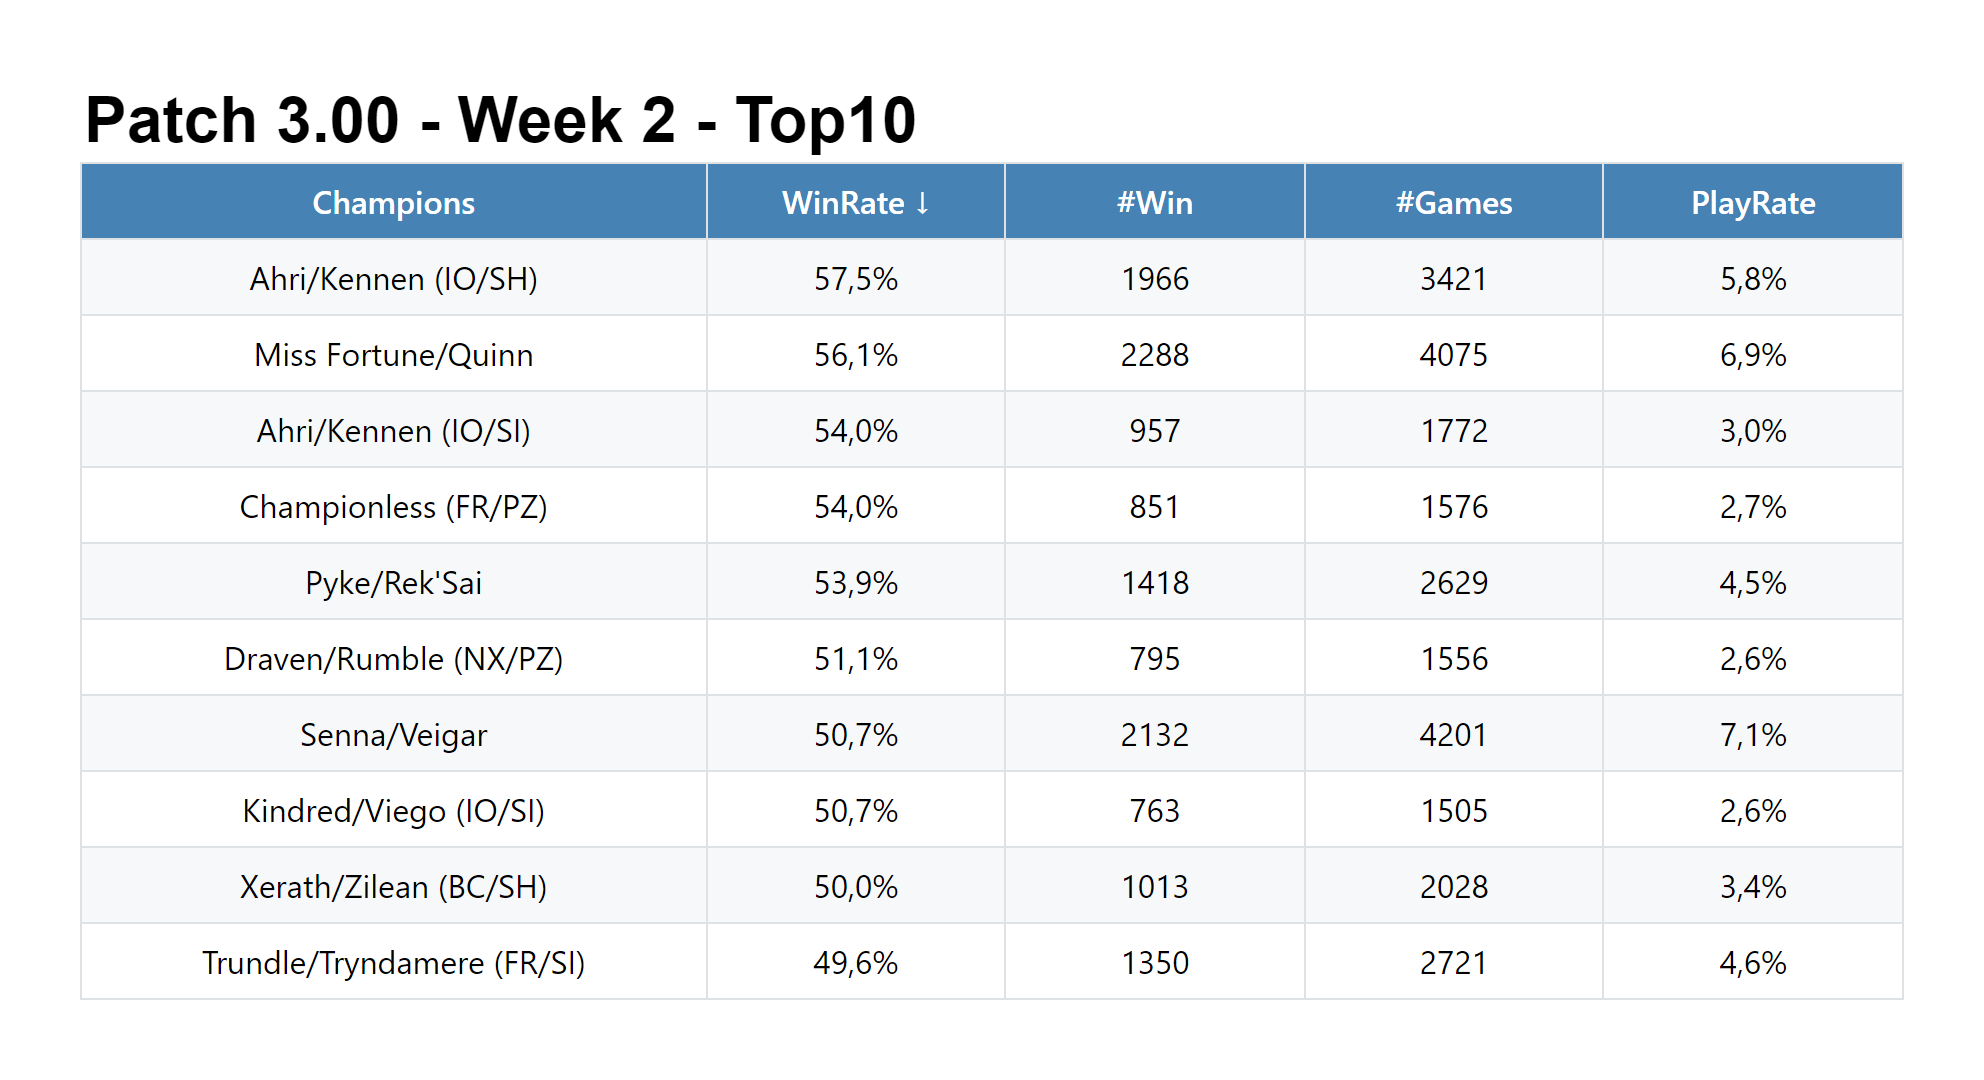 Patch 3.00 - Week 2 - Top10
Champions WinRate ↓ #Win #Games PlayRate
Ahri/Kennen (IO/SH) 57,5% 1966 3421 5,8%
Miss Fortune/Quinn 56,1% 2288 4075 6,9%
Ahri/Kennen (IO/SI) 54,0% 957 1772 3,0%
Championless (FR/PZ) 54,0% 851 1576 2,7%
Pyke/Rek'Sai 53,9% 1418 2629 4,5%
Draven/Rumble (NX/PZ) 51,1% 795 1556 2,6%
Senna/Veigar 50,7% 2132 4201 7,1%
Kindred/Viego (IO/SI) 50,7% 763 1505 2,6%
Xerath/Zilean (BC/SH) 50,0% 1013 2028 3,4%
Trundle/Tryndamere (FR/SI) 49,6% 1350 2721 4,6%